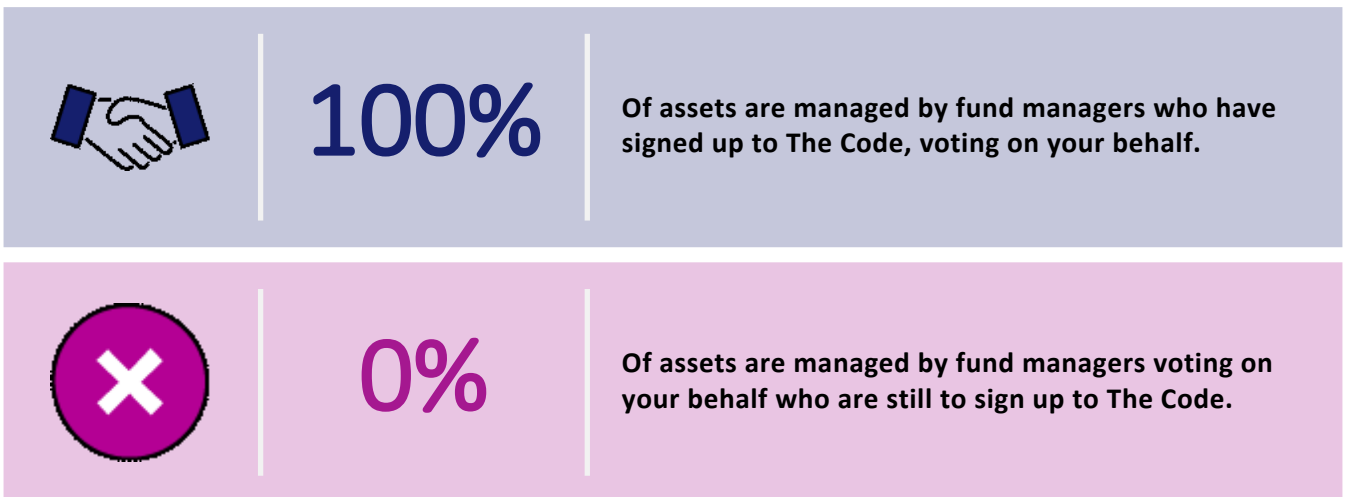 100%
Of assets are managed by fund managers who have
signed up to The Code, voting on your behalf.
0%
Of assets are managed by fund managers voting on
your behalf who are still to sign up to The Code.